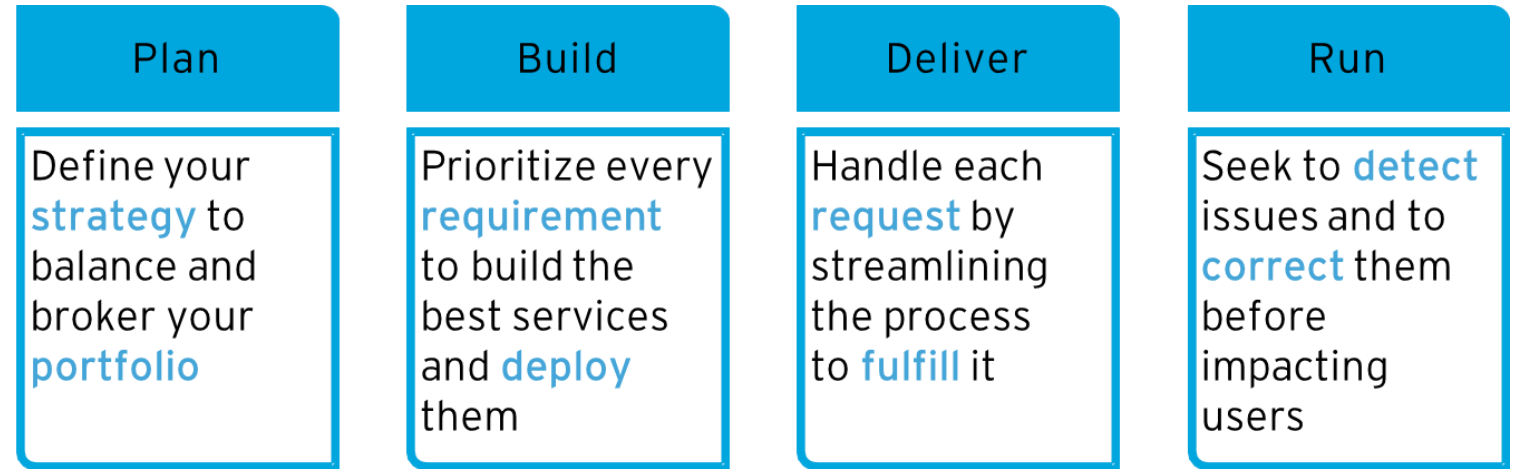 Plan
Define your
strategy to
balance and
broker your
portfolio
Build
Prioritize every
requirement
to build the
best services
and deploy
them
Deliver
Handle each
request by
streamlining
the process
to fulfill it
Run
Seek to detect
issues and to
correct them
before
impacting
users